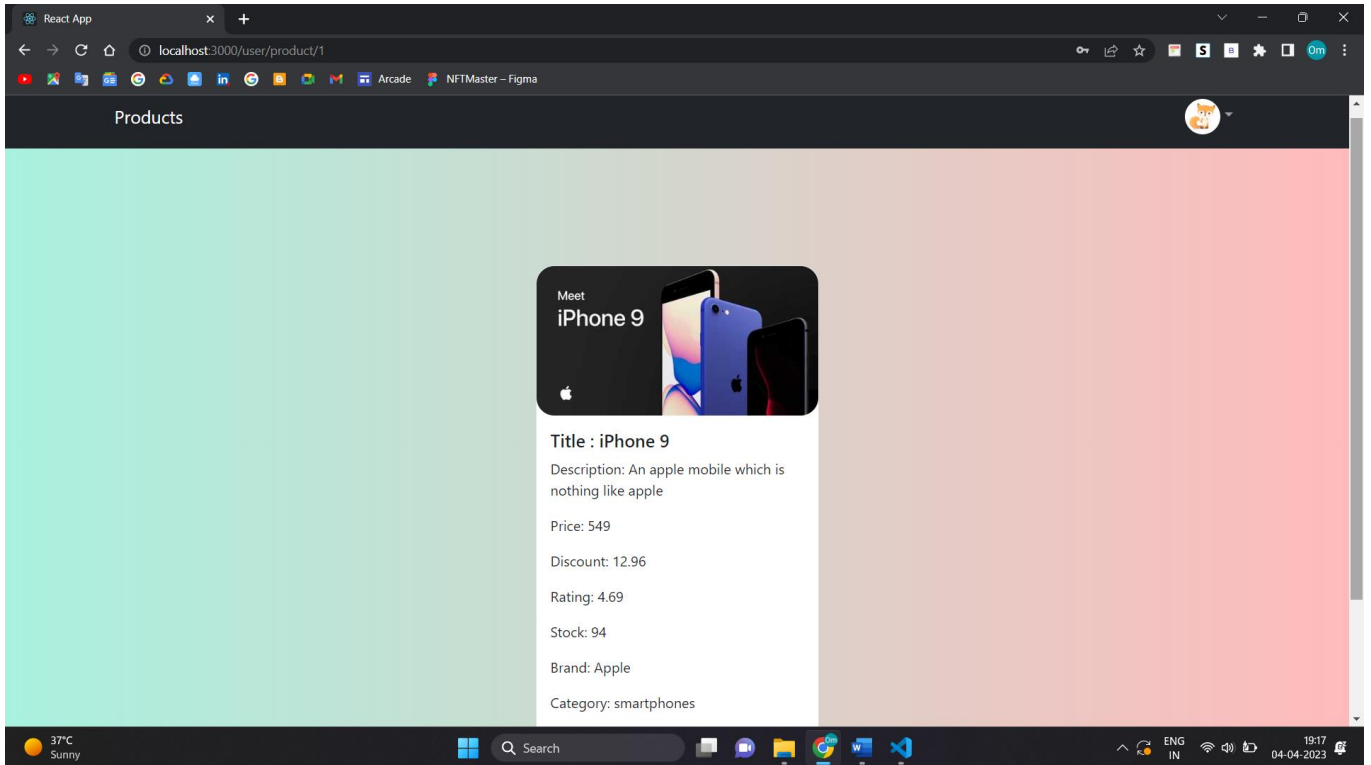 React App
localhost:3000/user/product/1
Om
Arcade
NFTMaster – Figma
Products
Meet
iPhone 9
Title : iPhone 9
Description: An apple mobile which is
nothing like apple
Price: 549
Discount: 12.96
Rating: 4.69
Stock: 94
Brand: Apple
Category: smartphones
37°C
Sunny
Search
ENG
IN
19:17
04-04-2023